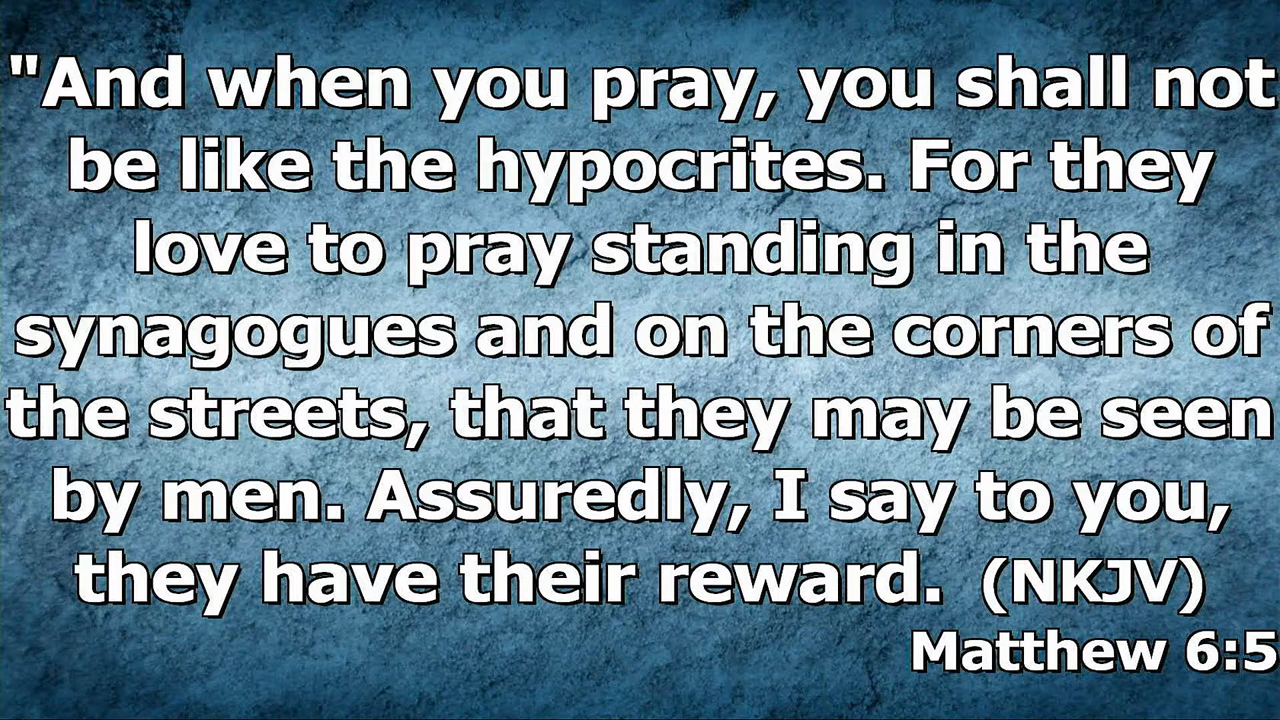 "And when you pray, you shall not
be like the hypocrites. For they
love to pray standing in the
synagogues and on the corners of
the streets, that they may be seen
by men. Assuredly, I say to you,
they have their reward. (NKJV)
Matthew 6:5